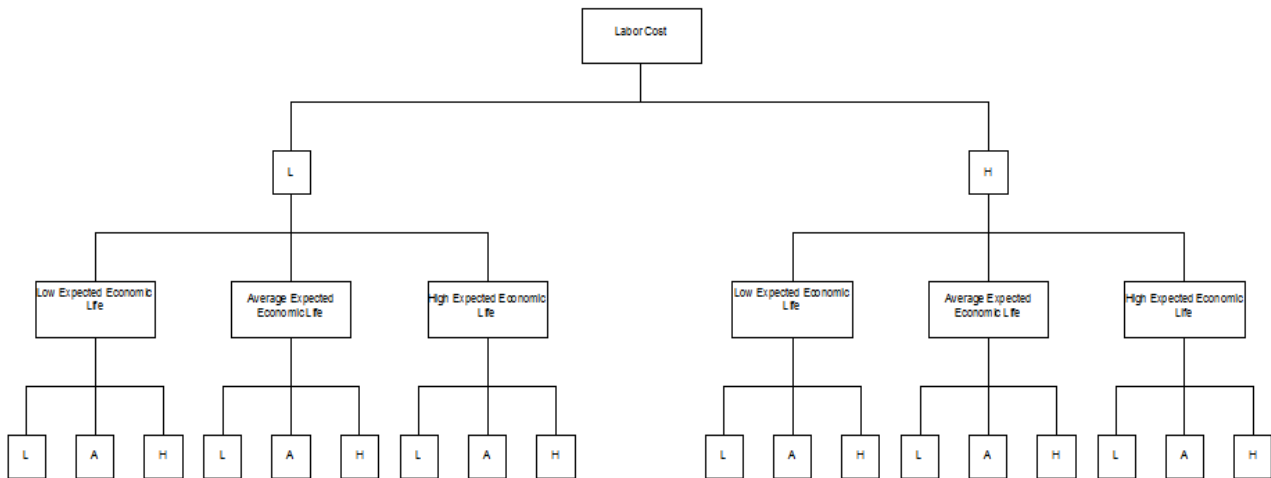 Labor Cost
L
H
Low Expected Economic
Life
Average Expected
Economic Life
High Expected Economic
Life
Low Expected Economic
Life
Average Expected
Economic Life
High Expected Economic
Life
L
A
H
L
A
H
L
A
H
L
A
H
L
A
H
L
A
H